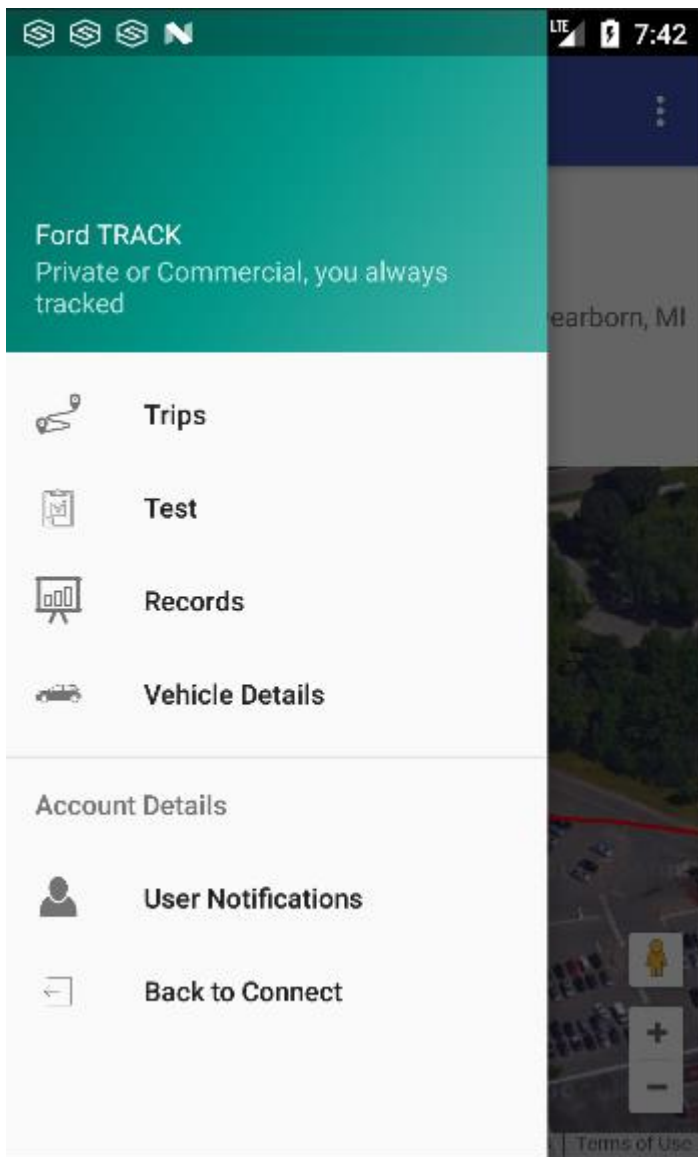 LTE 7:42
Ford TRACK
Private or Commercial, you always
tracked
earborn, MI
Trips
Test
Records
Vehicle Details
Account Details
User Notifications
Back to Connect
+
−
Terms of Use